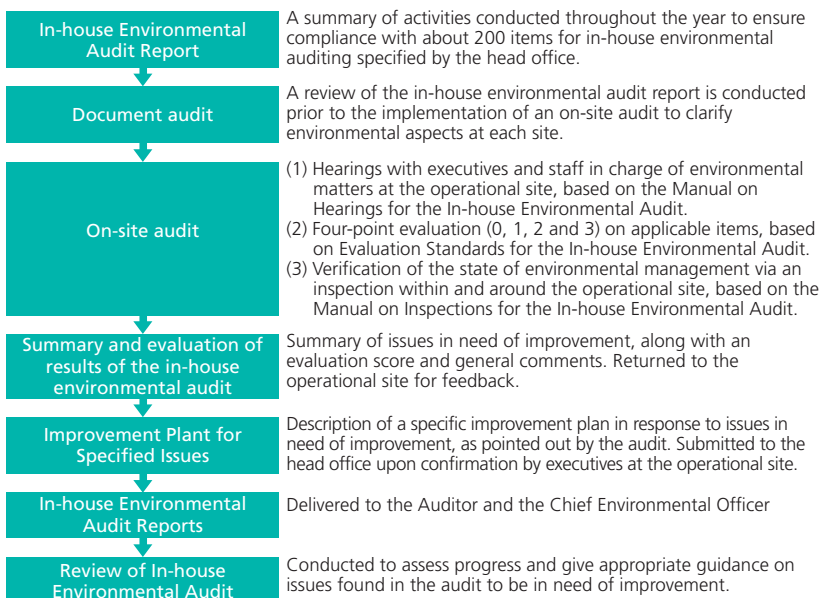 In-house Environmental
Audit Report
A summary of activities conducted throughout the year to ensure
compliance with about 200 items for in-house environmental
auditing specified by the head office.
Document audit
A review of the in-house environmental audit report is conducted
prior to the implementation of an on-site audit to clarify
environmental aspects at each site.
On-site audit
(1) Hearings with executives and staff in charge of environmental
matters at the operational site, based on the Manual on
Hearings for the In-house Environmental Audit.
(2) Four-point evaluation (0, 1, 2 and 3) on applicable items, based
on Evaluation Standards for the In-house Environmental Audit.
(3) Verification of the state of environmental management via an
inspection within and around the operational site, based on the
Manual on Inspections for the In-house Environmental Audit.
Summary and evaluation of
results of the in-house
environmental audit
Summary of issues in need of improvement, along with an
evaluation score and general comments. Returned to the
operational site for feedback.
Improvement Plant for
Specified Issues
Description of a specific improvement plan in response to issues in
need of improvement, as pointed out by the audit. Submitted to the
head office upon confirmation by executives at the operational site.
In-house Environmental
Audit Reports
Delivered to the Auditor and the Chief Environmental Officer
Review of In-house
Environmental Audit
Conducted to assess progress and give appropriate guidance on
issues found in the audit to be in need of improvement.